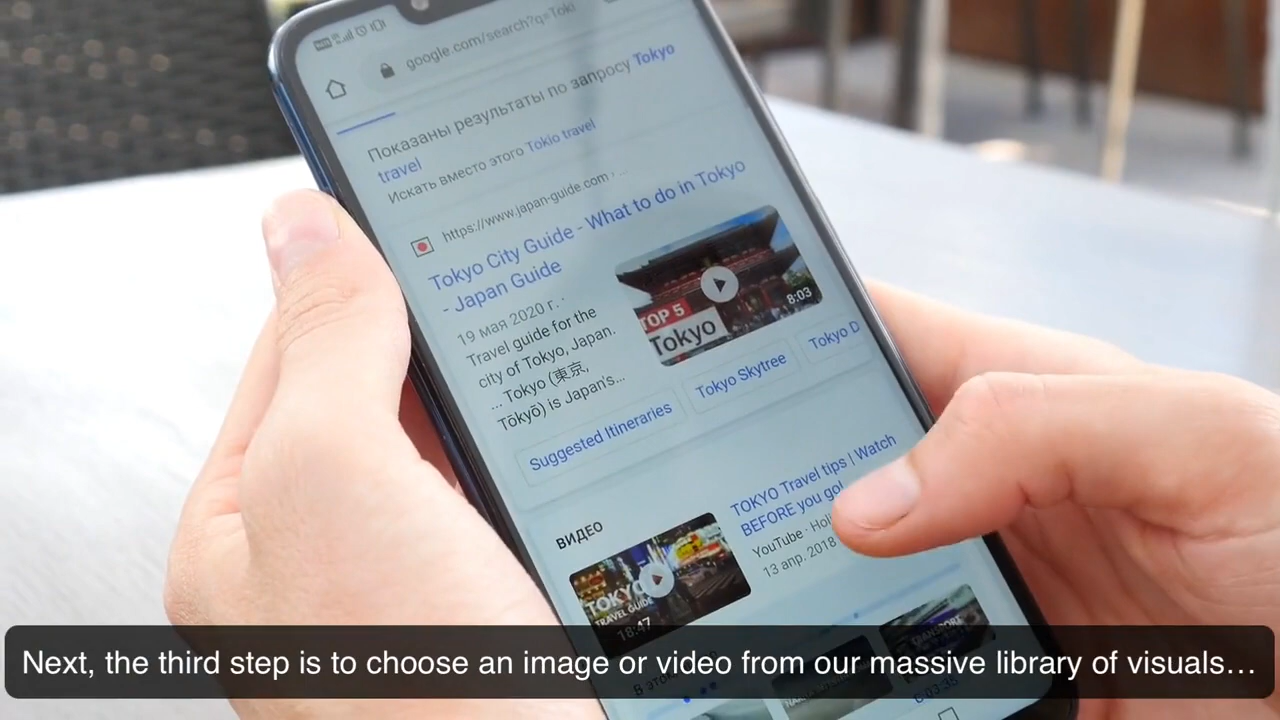 google.com/search?q=Toki
Показаны результаты по запросу Tokyo
travel
Искать вместо этого Tokio travel
https://www.japan-guide.com › ...
Tokyo City Guide - What to do in Tokyo
- Japan Guide
19 мая 2020 г. ·
Travel guide for the
city of Tokyo, Japan.
... Tokyo (東京,
Tōkyō) is Japan's...
TOP 5
Tokyo
8:03
Suggested Itineraries
Tokyo Skytree
Tokyo D
ВИДЕО
TOKYO Travel tips | Watch
BEFORE you go!
YouTube ·
13 апр. 2018
TOKYO
TRAVEL GUIDE
18:47
Next, the third step is to choose an image or video from our massive library of visuals…